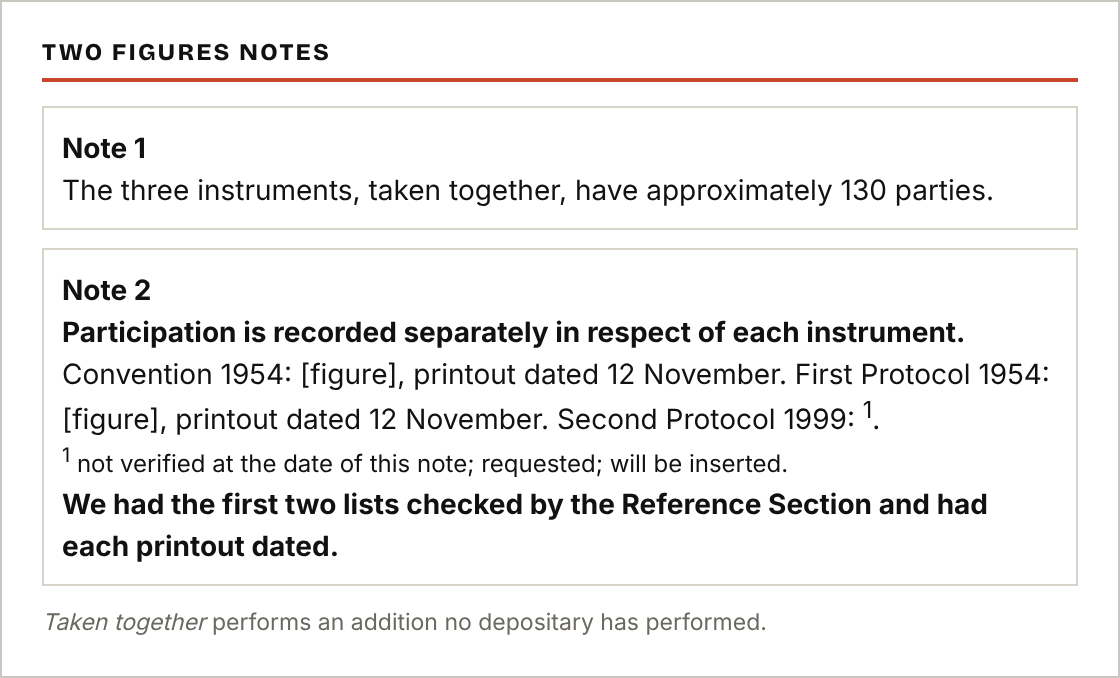 TWO FIGURES NOTES
Note 1
The three instruments, taken together, have approximately 130 parties.
Note 2
Participation is recorded separately in respect of each instrument.
Convention 1954: [figure], printout dated 12 November. First Protocol 1954:
[figure], printout dated 12 November. Second Protocol 1999: ¹.
¹ not verified at the date of this note; requested; will be inserted.
We had the first two lists checked by the Reference Section and had
each printout dated.
Taken together performs an addition no depositary has performed.